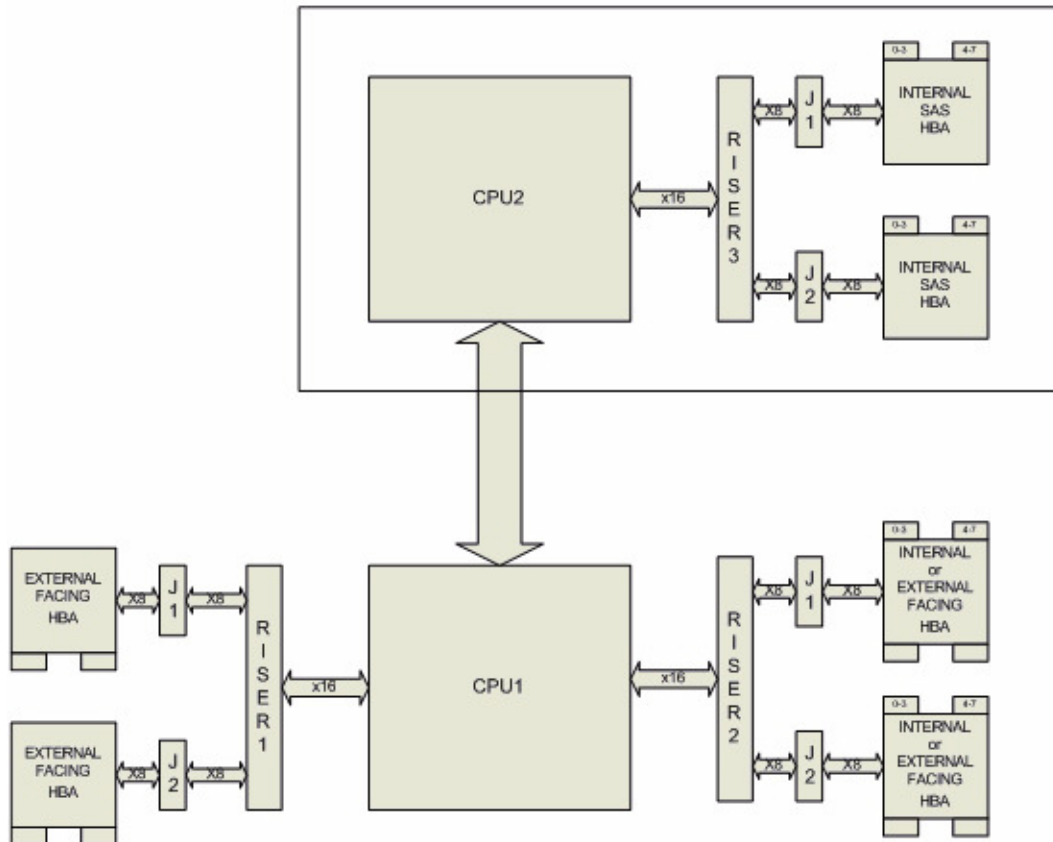 0-3 4-7
INTERNAL
SAS
HBA
J
1
X8 X8
CPU2
x16
R
I
S
E
R
3
0-3 4-7
INTERNAL
SAS
HBA
J
2
X8 X8
EXTERNAL
FACING
HBA
X8 X8
J
1
R
I
S
E
R
1
x16
CPU1
x16
R
I
S
E
R
2
X8 X8
J
1
0-3 4-7
INTERNAL
or
EXTERNAL
FACING
HBA
EXTERNAL
FACING
HBA
X8 X8
J
2
X8 X8
J
2
0-3 4-7
INTERNAL
or
EXTERNAL
FACING
HBA